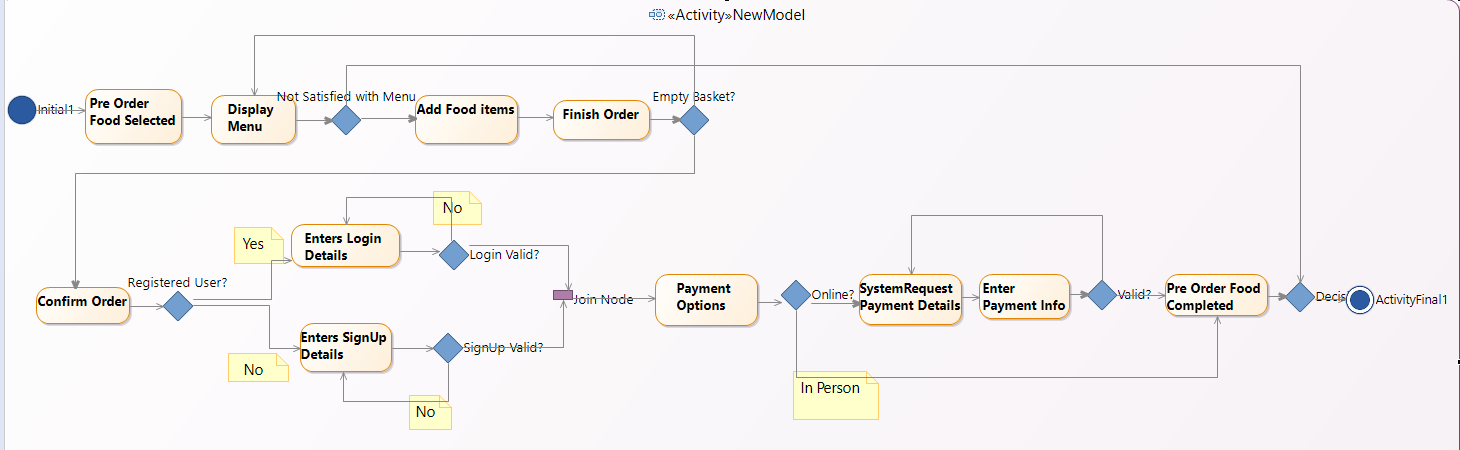 «Activity»NewModel
Initial1
Pre Order
Food Selected
Display
Menu
Not Satisfied with Menu
Add Food items
Finish Order
Empty Basket?
Confirm Order
Registered User?
Yes
Enters Login
Details
No
Login Valid?
No
Enters SignUp
Details
SignUp Valid?
No
Join Node
Payment
Options
Online?
In Person
SystemRequest
Payment Details
Enter
Payment Info
Valid?
Pre Order Food
Completed
Decis
ActivityFinal1